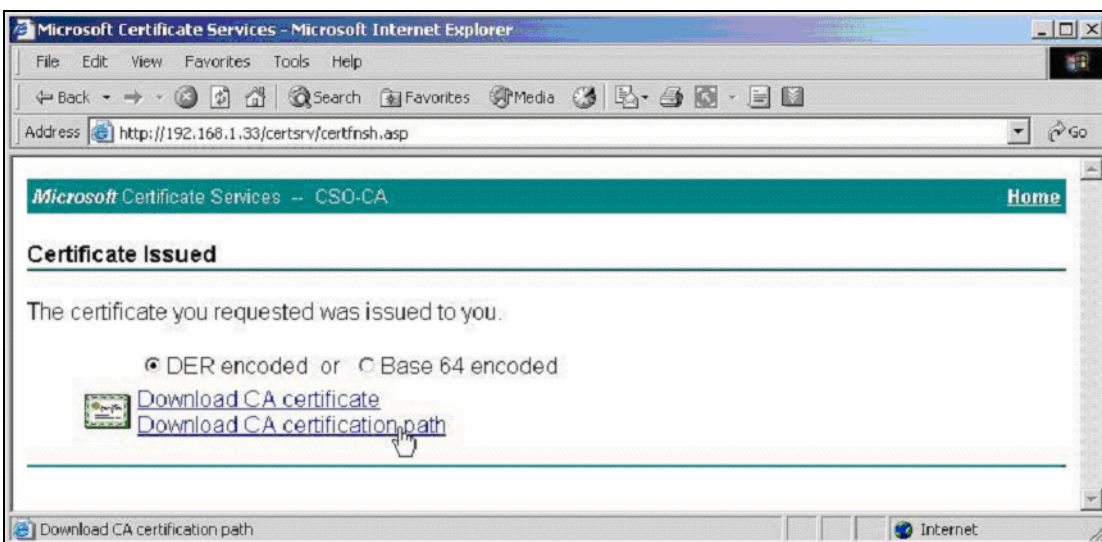 Microsoft Certificate Services - Microsoft Internet Explorer
File Edit View Favorites Tools Help
Back Search Favorites Media
Address http://192.168.1.33/certsrv/certfnsh.asp Go
Microsoft Certificate Services -- CSO-CA Home
Certificate Issued
The certificate you requested was issued to you.
DER encoded or Base 64 encoded
Download CA certificate
Download CA certification path
Download CA certification path Internet